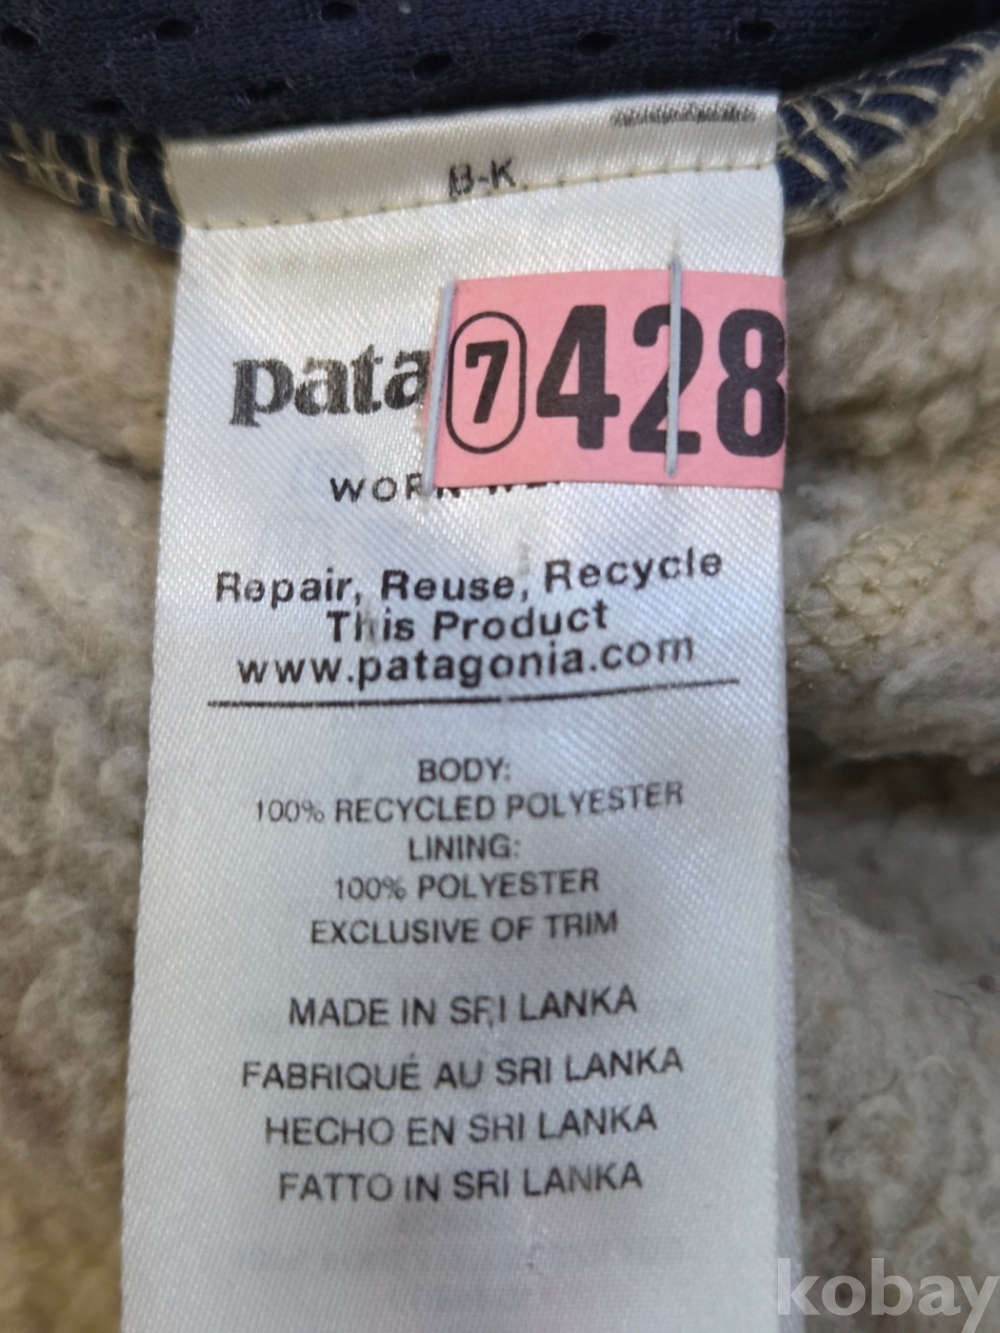 B-K
pata
7 428
WORN
Repair, Reuse, Recycle
This Product
www.patagonia.com
BODY:
100% RECYCLED POLYESTER
LINING:
100% POLYESTER
EXCLUSIVE OF TRIM
MADE IN SRI LANKA
FABRIQUÉ AU SRI LANKA
HECHO EN SRI LANKA
FATTO IN SRI LANKA
kobay